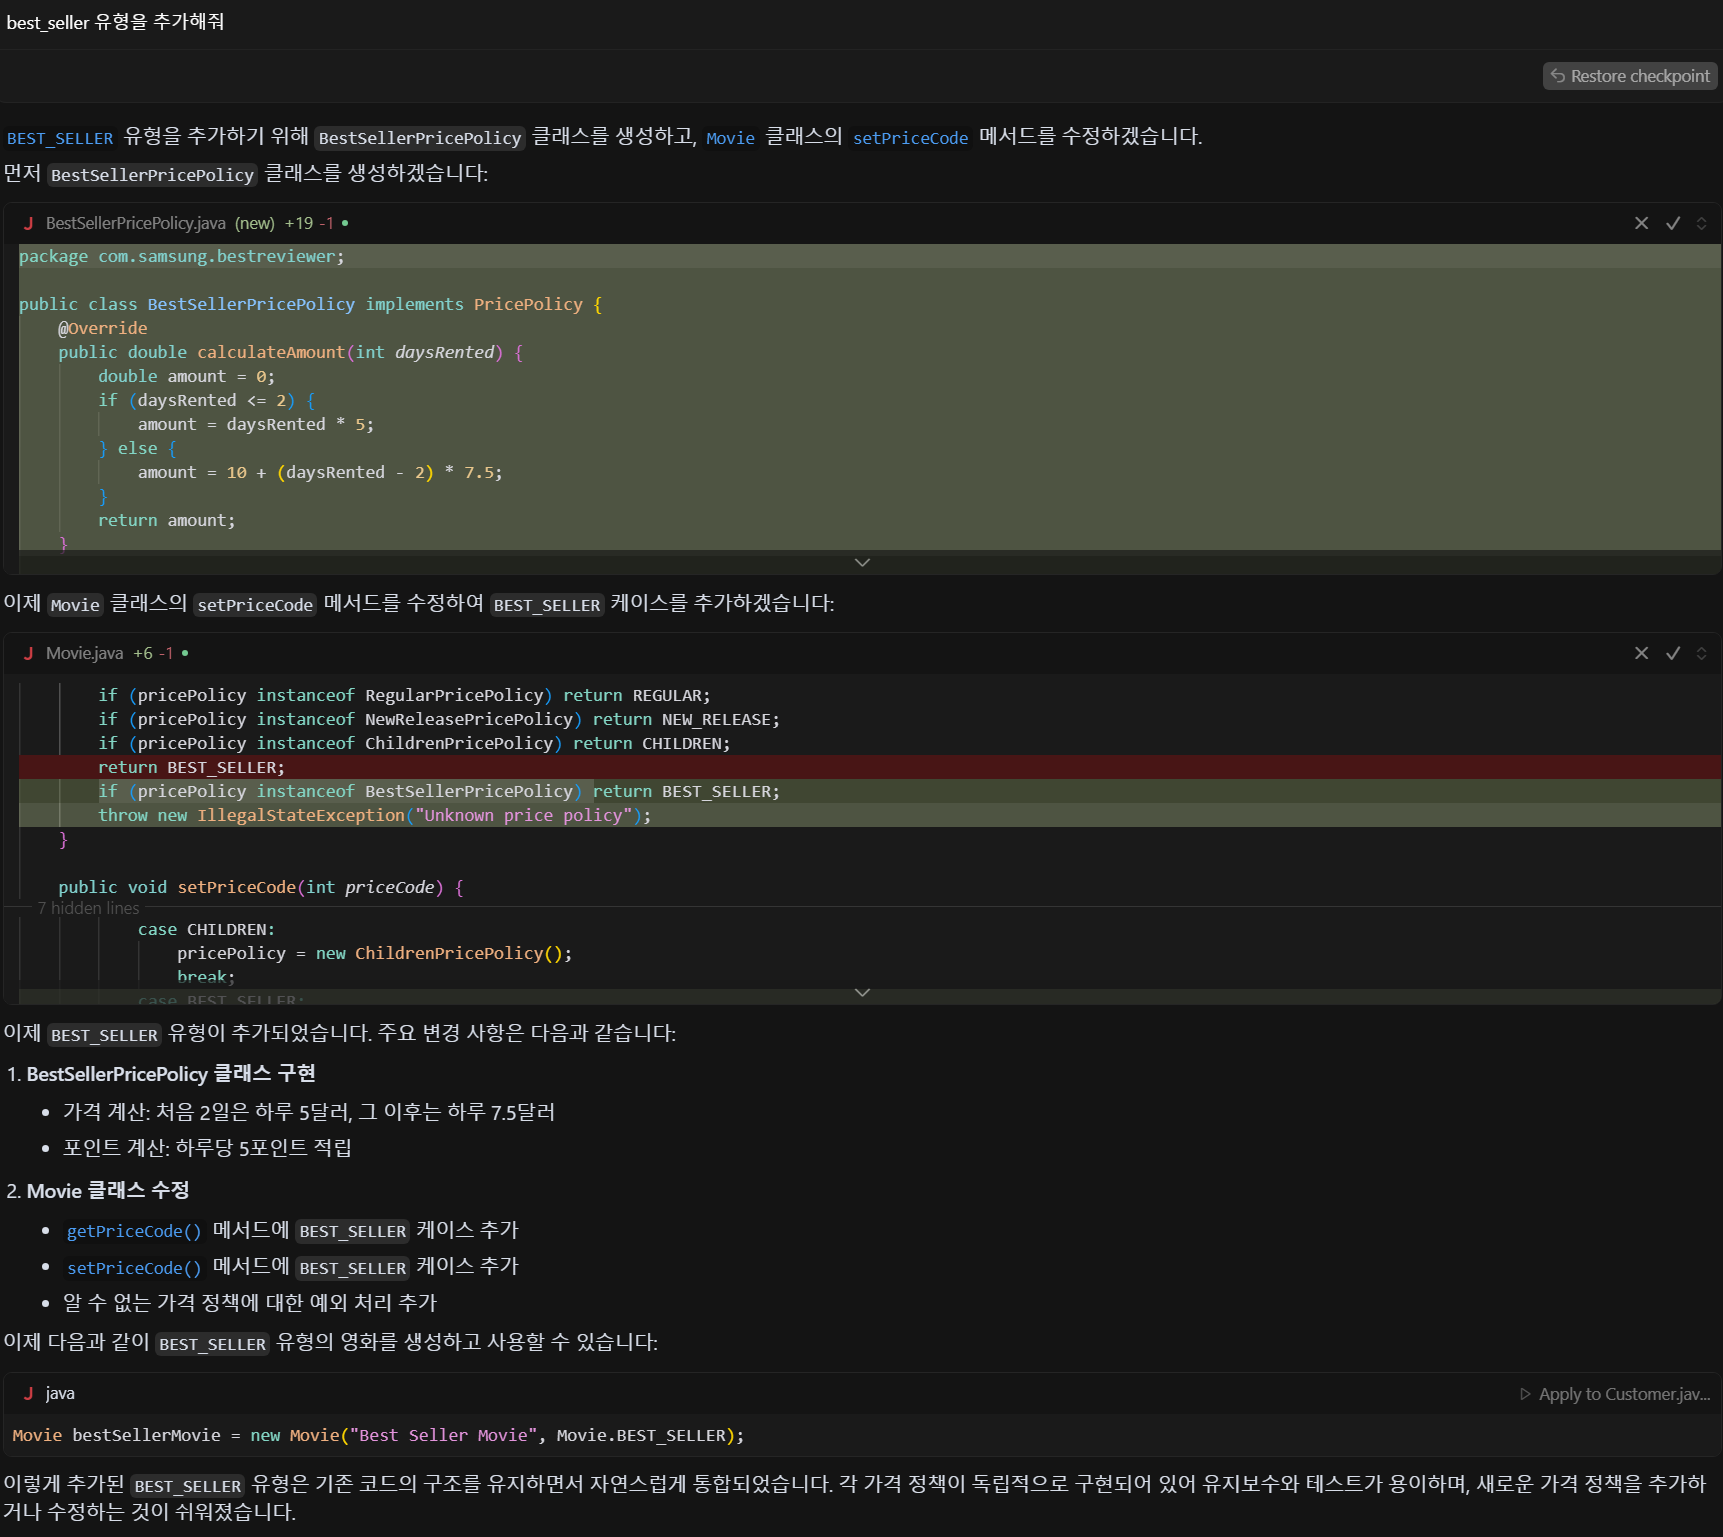 best_seller 유형을 추가해줘
Restore checkpoint
BEST_SELLER 유형을 추가하기 위해 BestSellerPricePolicy 클래스를 생성하고, Movie 클래스의 setPriceCode 메서드를 수정하겠습니다.
먼저 BestSellerPricePolicy 클래스를 생성하겠습니다:
J BestSellerPricePolicy.java (new) +19 -1
package com.samsung.bestreviewer;
public class BestSellerPricePolicy implements PricePolicy {
@Override
public double calculateAmount(int daysRented) {
double amount = 0;
if (daysRented <= 2) {
amount = daysRented * 5;
} else {
amount = 10 + (daysRented - 2) * 7.5;
}
return amount;
}
이제 Movie 클래스의 setPriceCode 메서드를 수정하여 BEST_SELLER 케이스를 추가하겠습니다:
J Movie.java +6 -1
if (pricePolicy instanceof RegularPricePolicy) return REGULAR;
if (pricePolicy instanceof NewReleasePricePolicy) return NEW_RELEASE;
if (pricePolicy instanceof ChildrenPricePolicy) return CHILDREN;
return BEST_SELLER;
if (pricePolicy instanceof BestSellerPricePolicy) return BEST_SELLER;
throw new IllegalStateException("Unknown price policy");
}
public void setPriceCode(int priceCode) {
7 hidden lines
case CHILDREN:
pricePolicy = new ChildrenPricePolicy();
break;
case BEST_SELLER:
이제 BEST_SELLER 유형이 추가되었습니다. 주요 변경 사항은 다음과 같습니다:
1. BestSellerPricePolicy 클래스 구현
• 가격 계산: 처음 2일은 하루 5달러, 그 이후는 하루 7.5달러
• 포인트 계산: 하루당 5포인트 적립
2. Movie 클래스 수정
• getPriceCode() 메서드에 BEST_SELLER 케이스 추가
• setPriceCode() 메서드에 BEST_SELLER 케이스 추가
• 알 수 없는 가격 정책에 대한 예외 처리 추가
이제 다음과 같이 BEST_SELLER 유형의 영화를 생성하고 사용할 수 있습니다:
J java
Apply to Customer.jav...
Movie bestSellerMovie = new Movie("Best Seller Movie", Movie.BEST_SELLER);
이렇게 추가된 BEST_SELLER 유형은 기존 코드의 구조를 유지하면서 자연스럽게 통합되었습니다. 각 가격 정책이 독립적으로 구현되어 있어 유지보수와 테스트가 용이하며, 새로운 가격 정책을 추가하
거나 수정하는 것이 쉬워졌습니다.